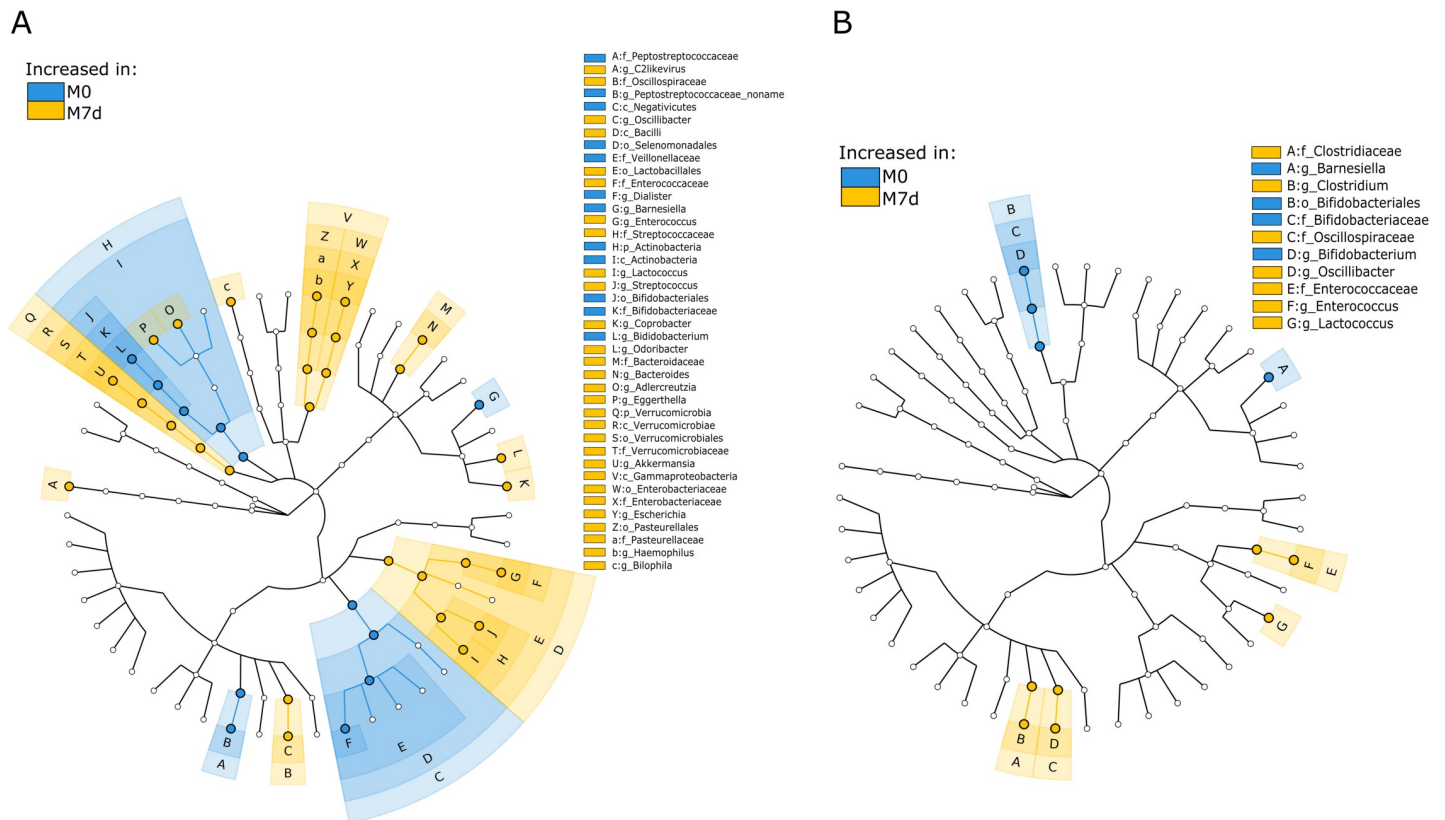 A
Increased in:
M0
M7d
A:f_Peptostreptococcaceae
A:g_C2likevirus
B:f_Oscillospiraceae
B:g_Peptostreptococcaceae_noname
C:c_Negativicutes
C:g_Oscillibacter
D:c_Bacilli
D:o_Selenomonadales
E:f_Veillonellaceae
E:o_Lactobacillales
F:f_Enterococcaceae
F:g_Dialister
G:g_Barnesiella
G:g_Enterococcus
H:f_Streptococcaceae
H:p_Actinobacteria
I:c_Actinobacteria
I:g_Lactococcus
J:g_Streptococcus
J:o_Bifidobacteriales
K:f_Bifidobacteriaceae
K:g_Coprobacter
L:g_Bididobacterium
L:g_Odoribacter
M:f_Bacteroidaceae
N:g_Bacteroides
O:g_Adlercreutzia
P:g_Eggerthella
Q:p_Verrucomicrobia
R:c_Verrucomicrobiae
S:o_Verrucomicrobiales
T:f_Verrucomicrobiaceae
U:g_Akkermansia
V:c_Gammaproteobacteria
W:o_Enterobacteriaceae
X:f_Enterobacteriaceae
Y:g_Escherichia
Z:o_Pasteurellales
a:f_Pasteurellaceae
b:g_Haemophilus
c:g_Bilophila
H
I
J
K
L
P
O
Q
R
S
T
U
c
V
Z
W
a
X
b
Y
M
N
G
L
K
A
G
F
J
I
H
E
D
F
E
D
C
B
A
C
B
B
Increased in:
M0
M7d
A:f_Clostridiaceae
A:g_Barnesiella
B:g_Clostridium
B:o_Bifidobacteriales
C:f_Bifidobacteriaceae
C:f_Oscillospiraceae
D:g_Bifidobacterium
D:g_Oscillibacter
E:f_Enterococcaceae
F:g_Enterococcus
G:g_Lactococcus
B
C
D
A
F
E
G
B
D
A
C